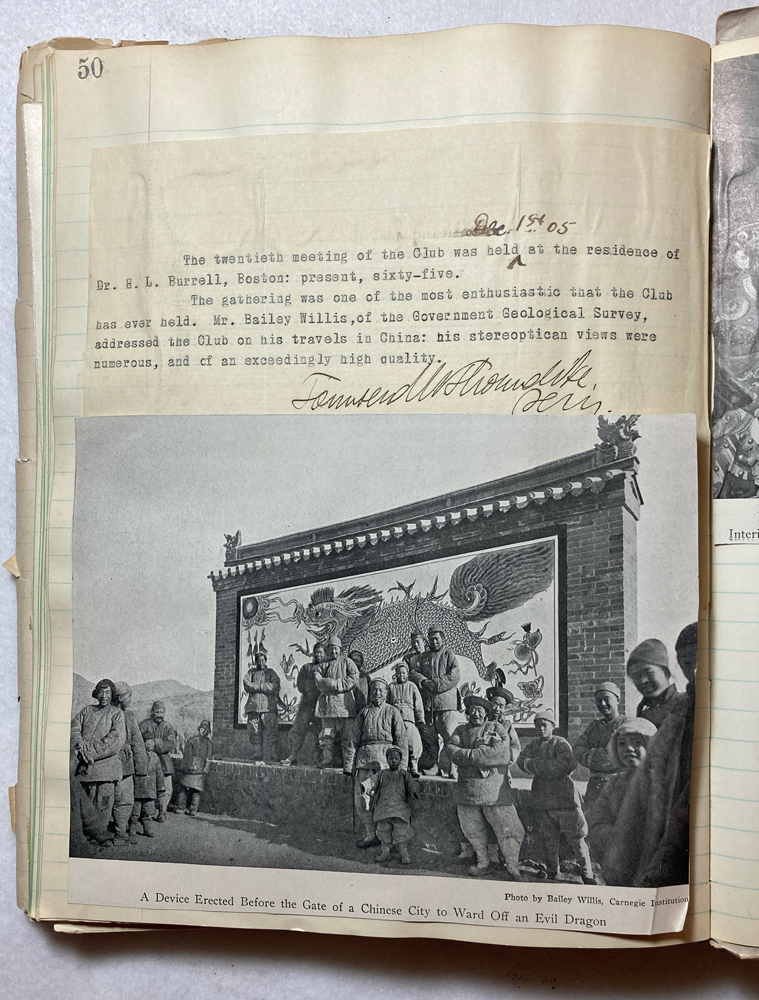 50
Dec. 1st 05
The twentieth meeting of the Club was held ^ at the residence of
Dr. H. L. Burrell, Boston: present, sixty-five.
The gathering was one of the most enthusiastic that the Club
has ever held. Mr. Bailey Willis, of the Government Geological Survey,
addressed the Club on his travels in China: his stereoptican views were
numerous, and of an exceedingly high quality.
Townsend W. Thorndike.
Photo by Bailey Willis, Carnegie Institution
A Device Erected Before the Gate of a Chinese City to Ward Off an Evil Dragon
Interi